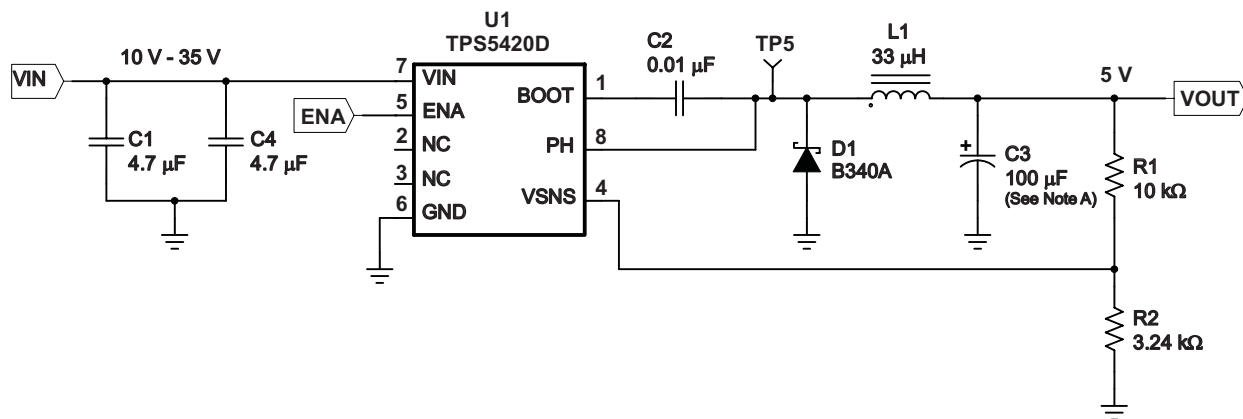 U1
TPS5420D
VIN
10 V - 35 V
C1
4.7 μF
C4
4.7 μF
ENA
7
5
2
3
6
VIN
ENA
NC
NC
GND
BOOT
PH
VSNS
1
8
4
C2
0.01 μF
TP5
D1
B340A
L1
33 μH
+
C3
100 μF
(See Note A)
5 V
VOUT
R1
10 kΩ
R2
3.24 kΩ